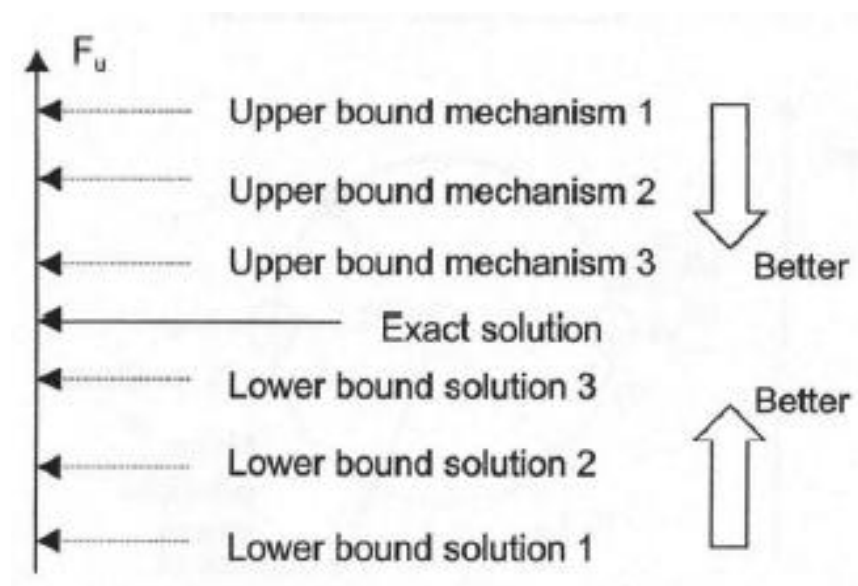 Fᵤ
Upper bound mechanism 1
Upper bound mechanism 2
Upper bound mechanism 3
Better
Exact solution
Lower bound solution 3
Better
Lower bound solution 2
Lower bound solution 1